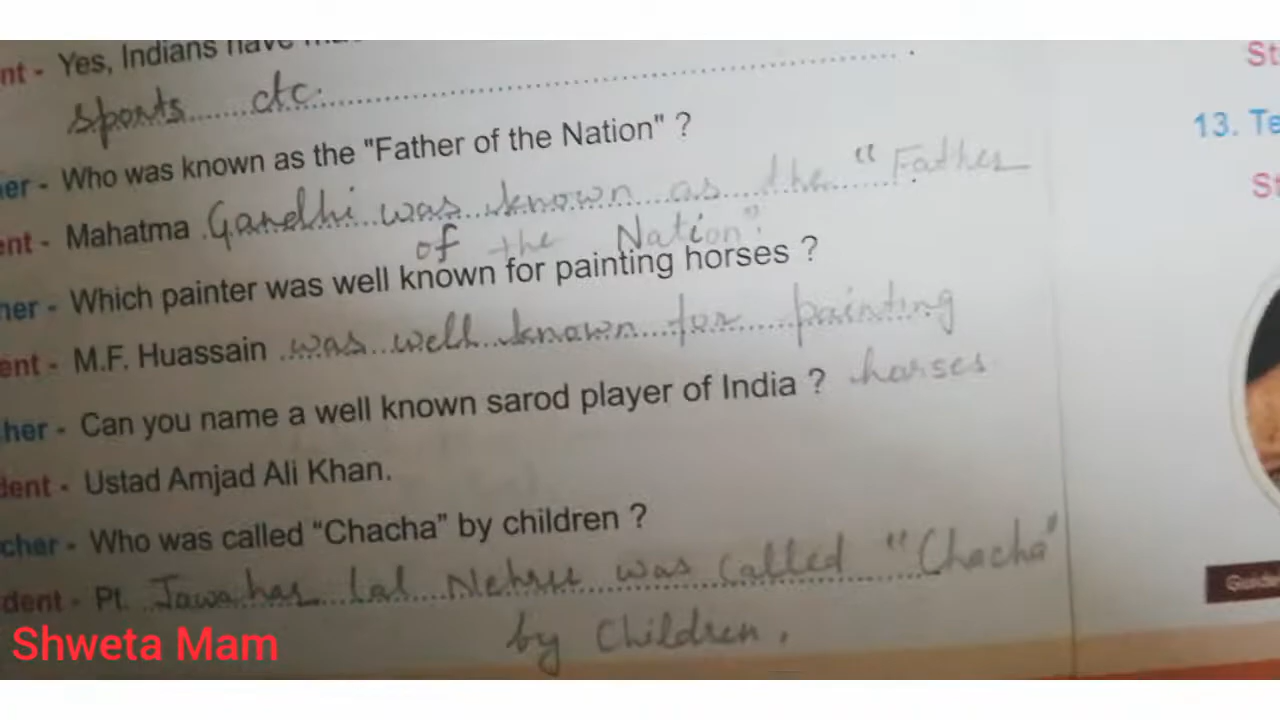 nt - Yes, Indians have
sports ........ etc. ........
er - Who was known as the "Father of the Nation" ?
ent - Mahatma Gandhi was known as the "Father
of the Nation".
her - Which painter was well known for painting horses ?
ent - M.F. Huassain was well known for painting
horses
her - Can you name a well known sarod player of India ?
dent - Ustad Amjad Ali Khan.
cher - Who was called “Chacha” by children ?
dent - Pt. Jawahar lal Nehru was called "Chacha"
by Children.
Shweta Mam
St
13. Te
St